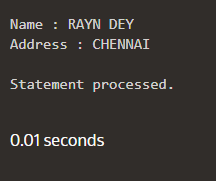 Name : RAYN DEY
Address : CHENNAI
Statement processed.
0.01 seconds